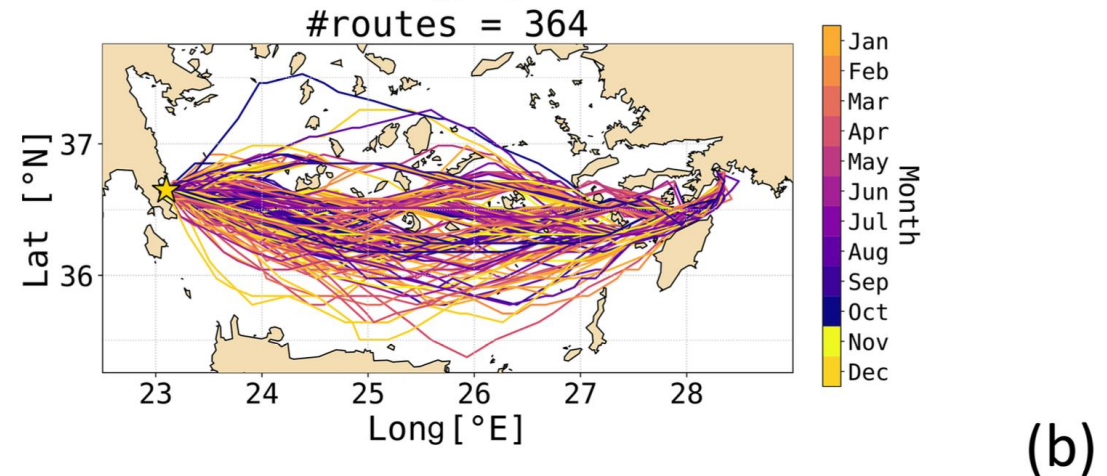 #routes = 364
37
36
Lat [°N]
23 24 25 26 27 28
Long[°E]
Jan
Feb
Mar
Apr
May
Jun
Jul
Aug
Sep
Oct
Nov
Dec
Month
(b)